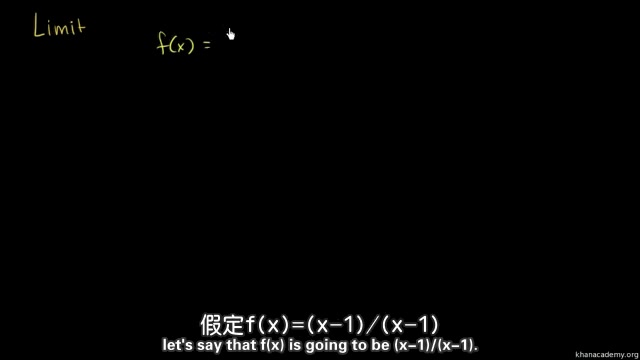 Limit
f(x) =
假定f(x)=(x-1)/(x-1)
let's say that f(x) is going to be (x-1)/(x-1).
khanacademy.org